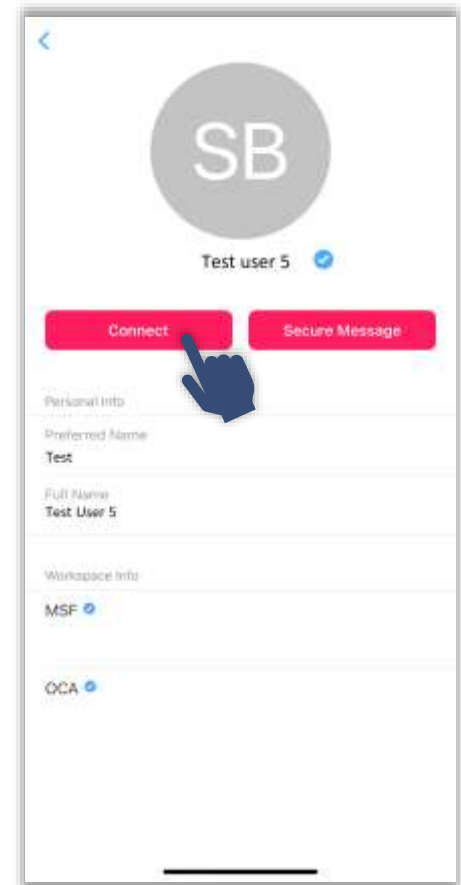 SB
Test user 5
Connect
Secure Message
Personal Info
Preferred Name
Test
Full Name
Test User 5
Workspace Info
MSF
OCA